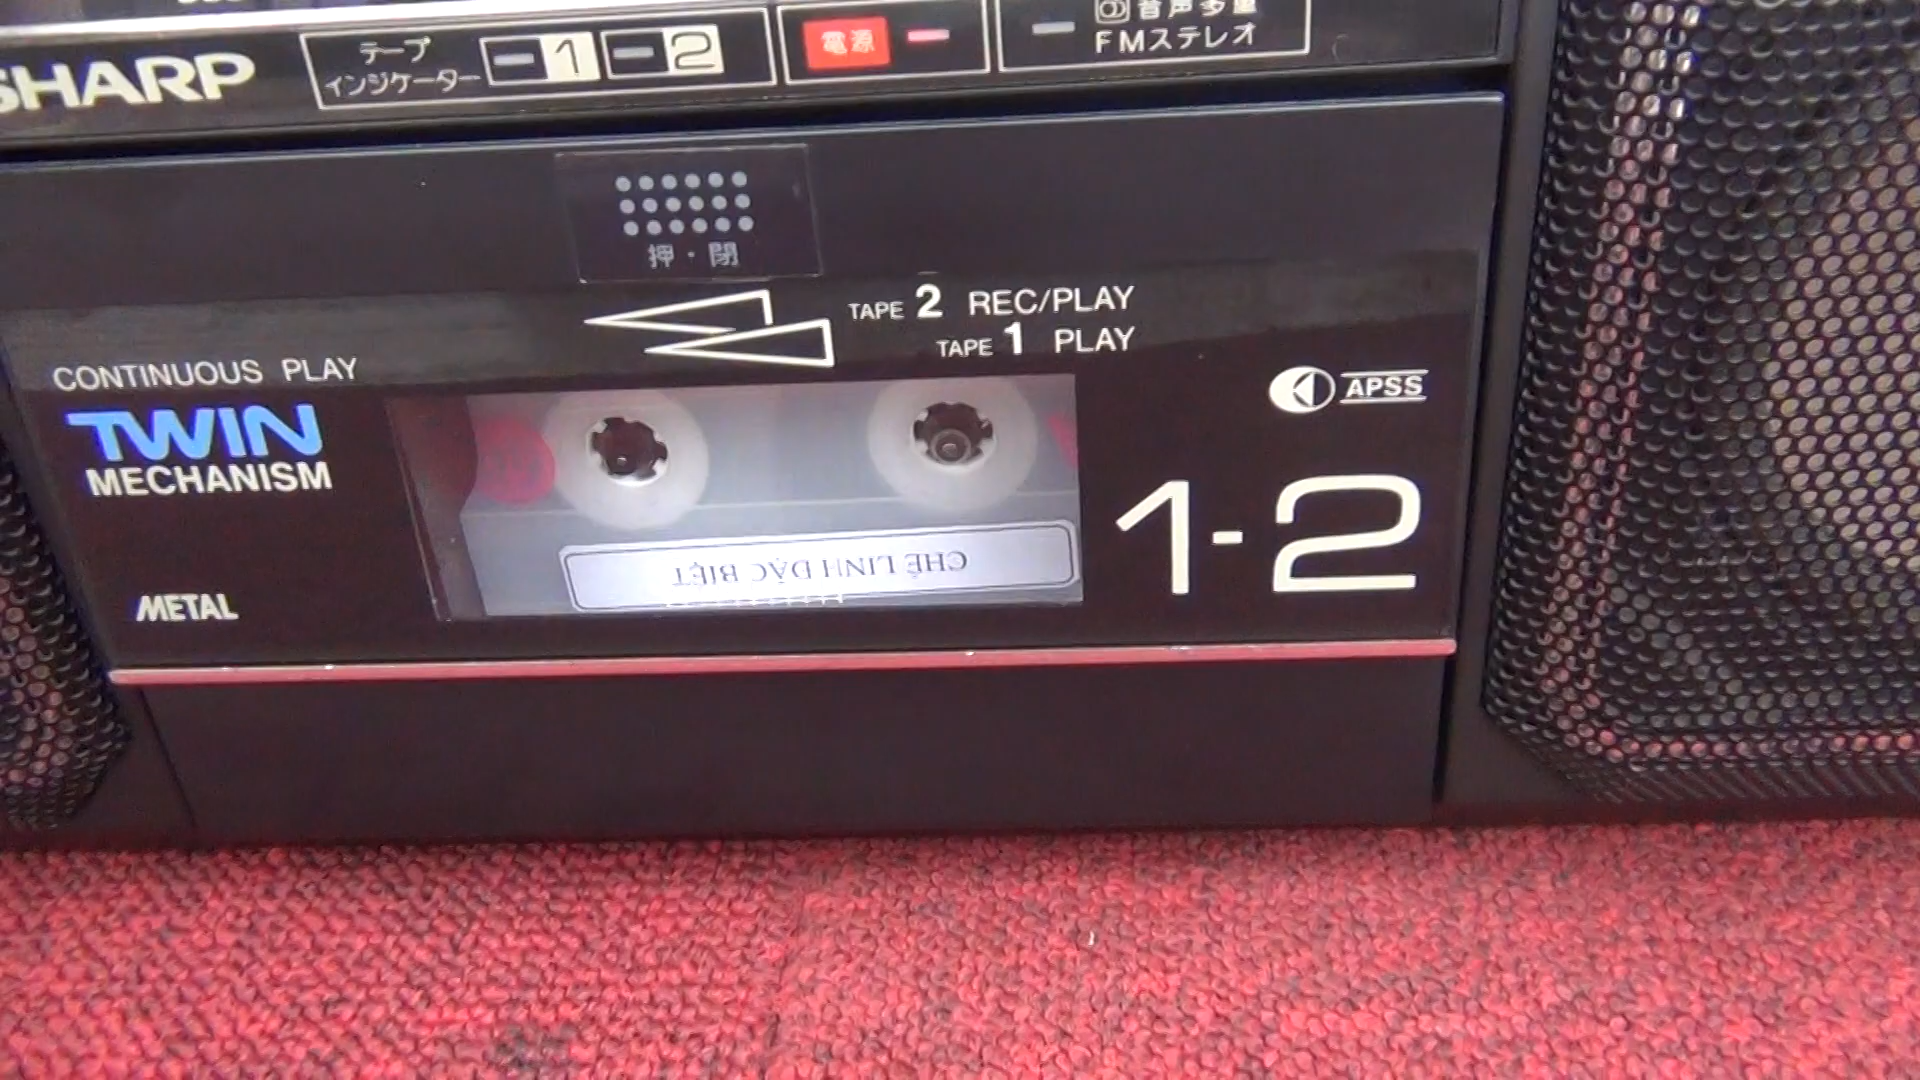 SHARP
テープ
インジケーター
1
2
電源
音声多重
FMステレオ
押・閉
TAPE 2 REC/PLAY
TAPE 1 PLAY
CONTINUOUS PLAY
TWIN
MECHANISM
APSS
1-2
CHẾ LINH ĐẶC BIỆT
METAL